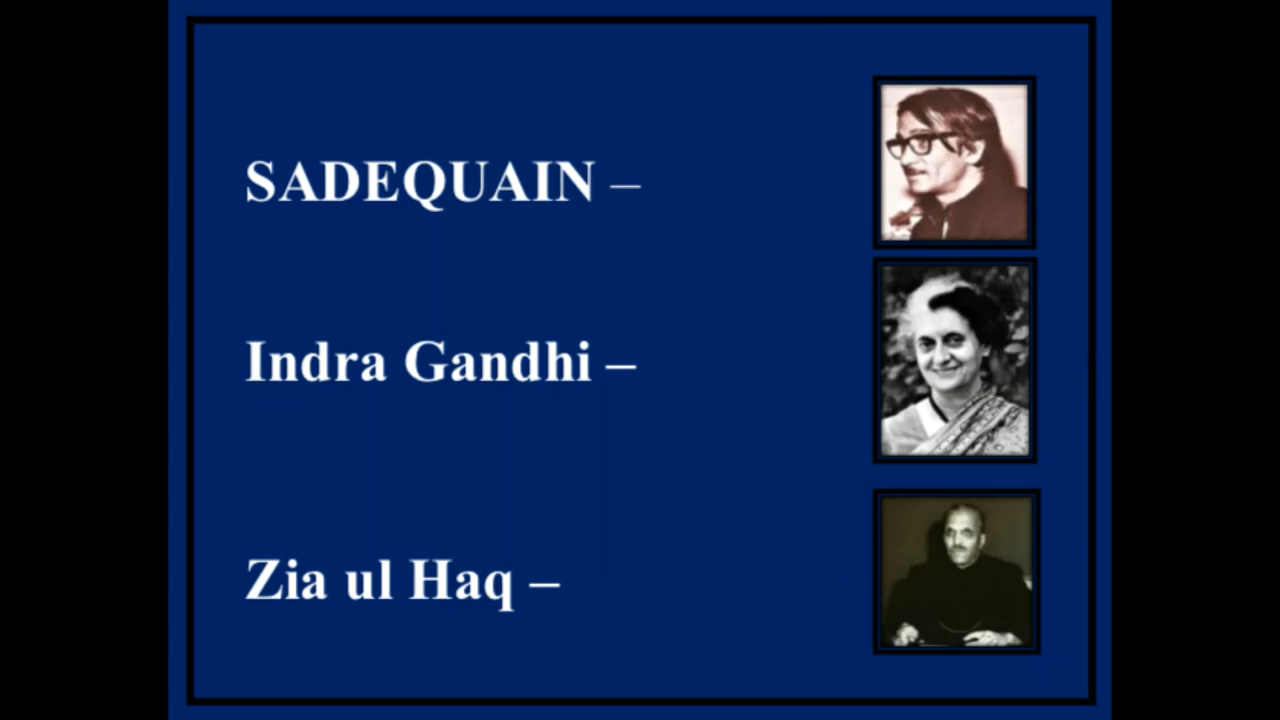 SADEQUAIN –
Indra Gandhi –
Zia ul Haq –